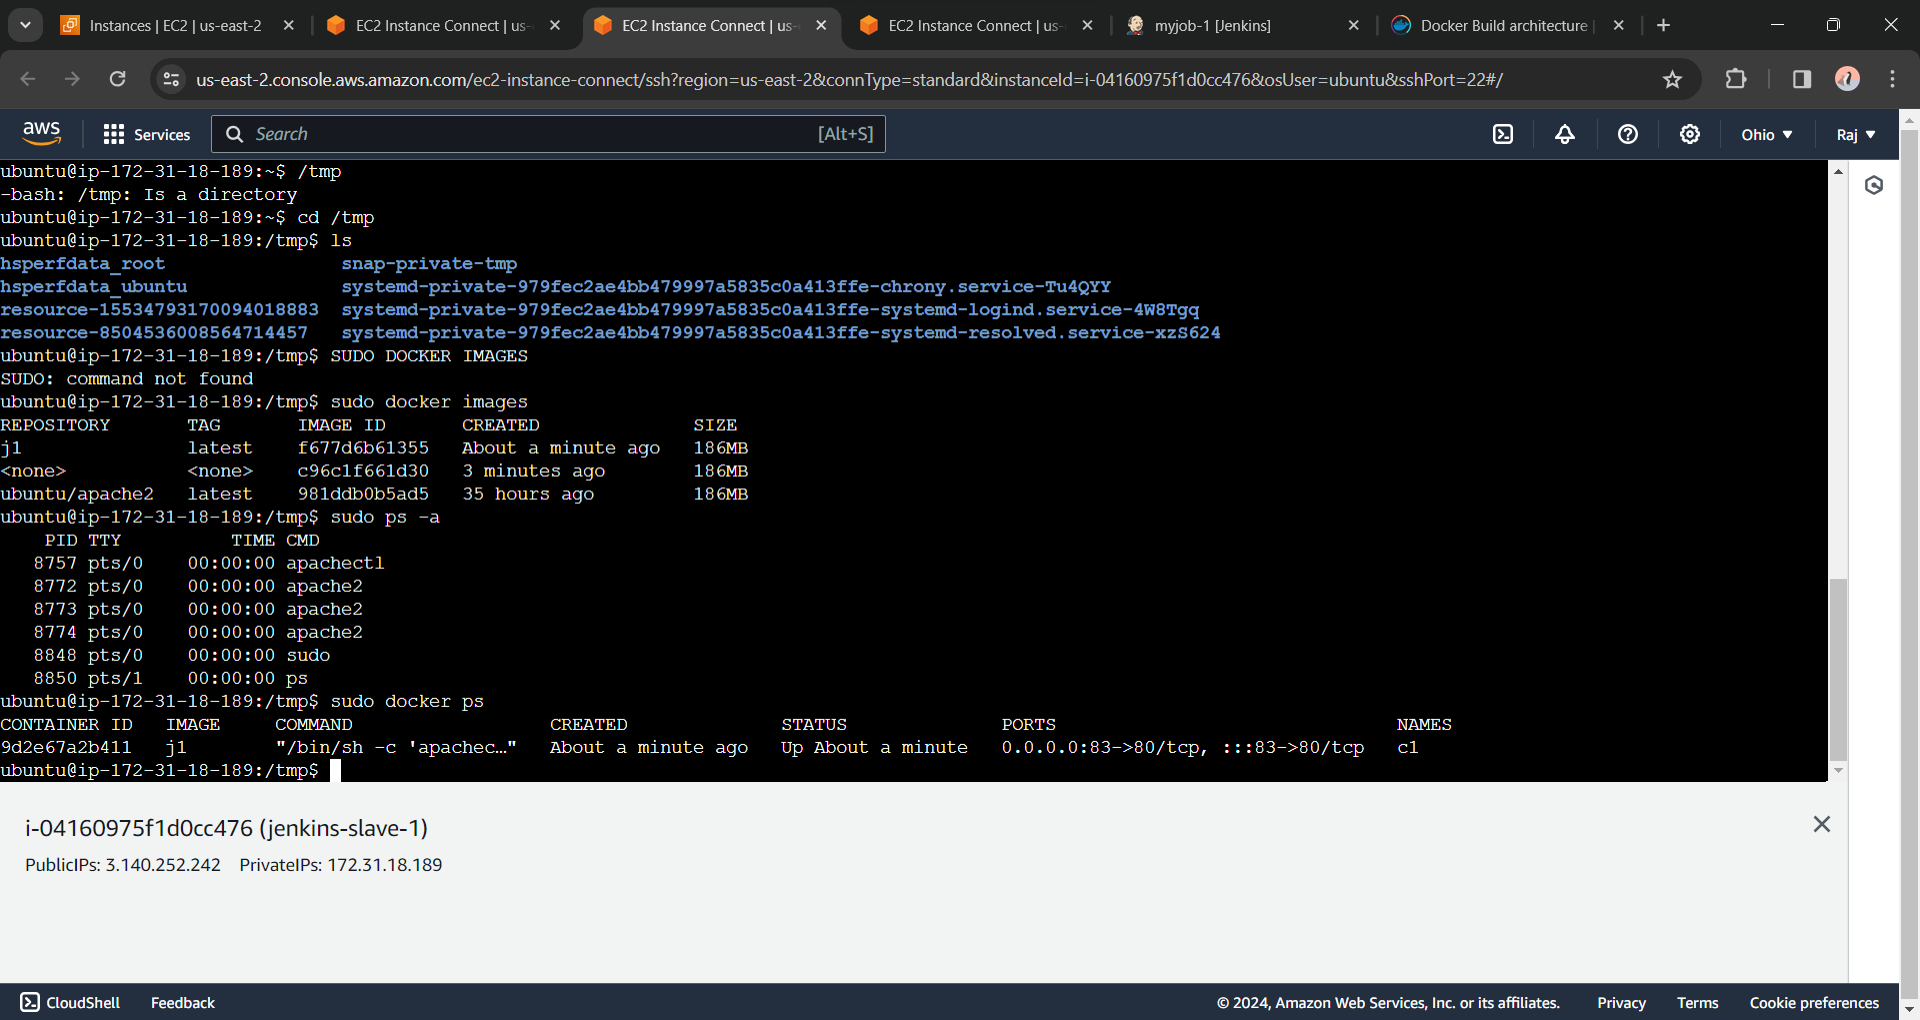 Instances | EC2 | us-east-2
EC2 Instance Connect | us-
EC2 Instance Connect | us-
EC2 Instance Connect | us-
myjob-1 [Jenkins]
Docker Build architecture |
us-east-2.console.aws.amazon.com/ec2-instance-connect/ssh?region=us-east-2&connType=standard&instanceId=i-04160975f1d0cc476&osUser=ubuntu&sshPort=22#/
aws Services Search [Alt+S] Ohio Raj
ubuntu@ip-172-31-18-189:~$ /tmp
-bash: /tmp: Is a directory
ubuntu@ip-172-31-18-189:~$ cd /tmp
ubuntu@ip-172-31-18-189:/tmp$ ls
hsperfdata_root snap-private-tmp
hsperfdata_ubuntu systemd-private-979fec2ae4bb479997a5835c0a413ffe-chrony.service-Tu4QYY
resource-15534793170094018883 systemd-private-979fec2ae4bb479997a5835c0a413ffe-systemd-logind.service-4W8Tgq
resource-8504536008564714457 systemd-private-979fec2ae4bb479997a5835c0a413ffe-systemd-resolved.service-xzS624
ubuntu@ip-172-31-18-189:/tmp$ SUDO DOCKER IMAGES
SUDO: command not found
ubuntu@ip-172-31-18-189:/tmp$ sudo docker images
REPOSITORY TAG IMAGE ID CREATED SIZE
j1 latest f677d6b61355 About a minute ago 186MB
<none> <none> c96c1f661d30 3 minutes ago 186MB
ubuntu/apache2 latest 981ddb0b5ad5 35 hours ago 186MB
ubuntu@ip-172-31-18-189:/tmp$ sudo ps -a
PID TTY TIME CMD
8757 pts/0 00:00:00 apachectl
8772 pts/0 00:00:00 apache2
8773 pts/0 00:00:00 apache2
8774 pts/0 00:00:00 apache2
8848 pts/0 00:00:00 sudo
8850 pts/1 00:00:00 ps
ubuntu@ip-172-31-18-189:/tmp$ sudo docker ps
CONTAINER ID IMAGE COMMAND CREATED STATUS PORTS NAMES
9d2e67a2b411 j1 "/bin/sh -c 'apachec…" About a minute ago Up About a minute 0.0.0.0:83->80/tcp, :::83->80/tcp c1
ubuntu@ip-172-31-18-189:/tmp$
i-04160975f1d0cc476 (jenkins-slave-1)
PublicIPs: 3.140.252.242 PrivateIPs: 172.31.18.189
CloudShell Feedback © 2024, Amazon Web Services, Inc. or its affiliates. Privacy Terms Cookie preferences